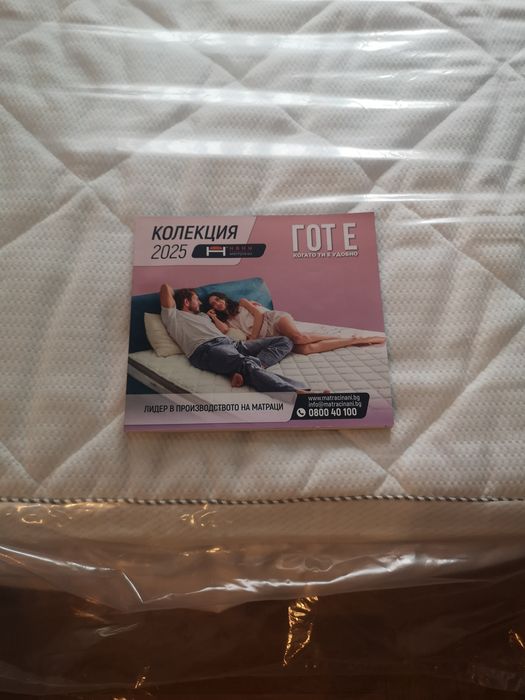 КОЛЕКЦИЯ
2025
НАНИ
ГОТ Е
КОГАТО ТИ Е УДОБНО
ЛИДЕР В ПРОИЗВОДСТВОТО НА МАТРАЦИ
www.matracinani.bg
info@matracinani.bg
0800 40 100